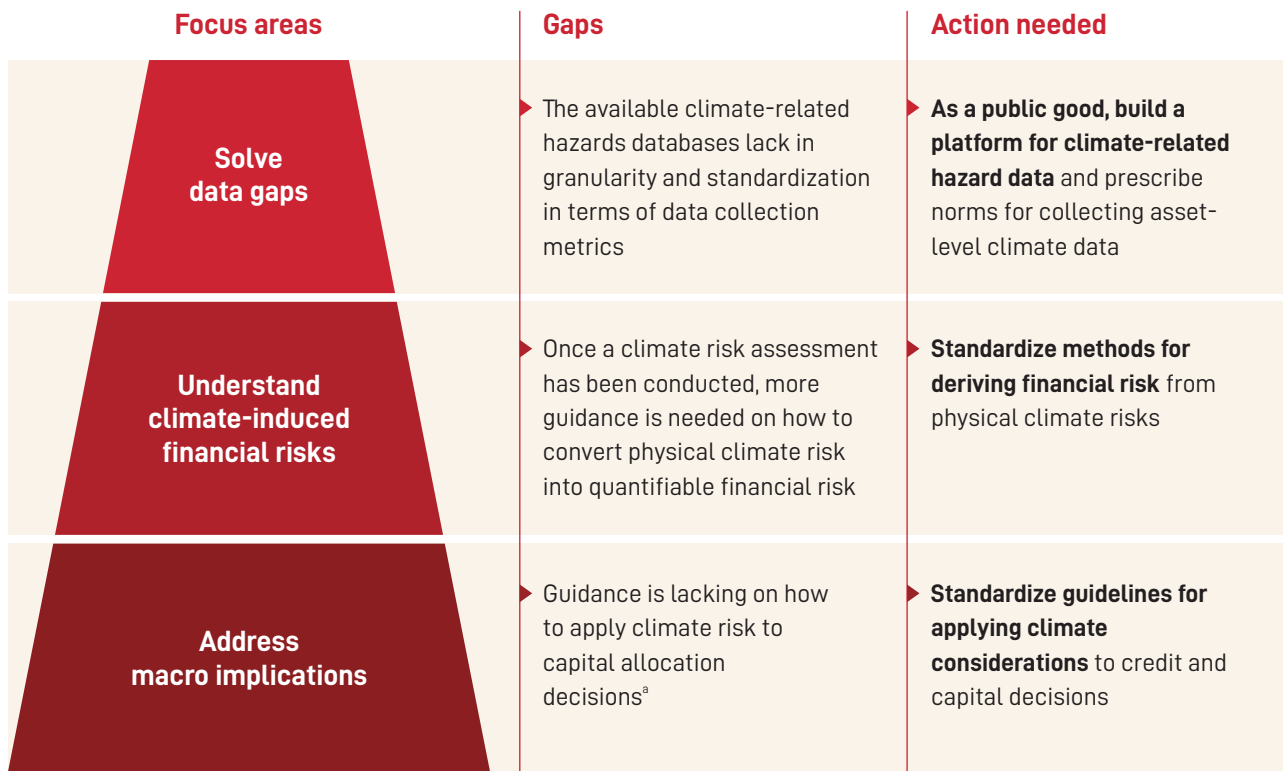 Focus areas
Gaps
Action needed
Solve
data gaps
The available climate-related
hazards databases lack in
granularity and standardization
in terms of data collection
metrics
As a public good, build a
platform for climate-related
hazard data and prescribe
norms for collecting asset-
level climate data
Understand
climate-induced
financial risks
Once a climate risk assessment
has been conducted, more
guidance is needed on how to
convert physical climate risk
into quantifiable financial risk
Standardize methods for
deriving financial risk from
physical climate risks
Address
macro implications
Guidance is lacking on how
to apply climate risk to
capital allocation
decisionsᵃ
Standardize guidelines for
applying climate
considerations to credit and
capital decisions